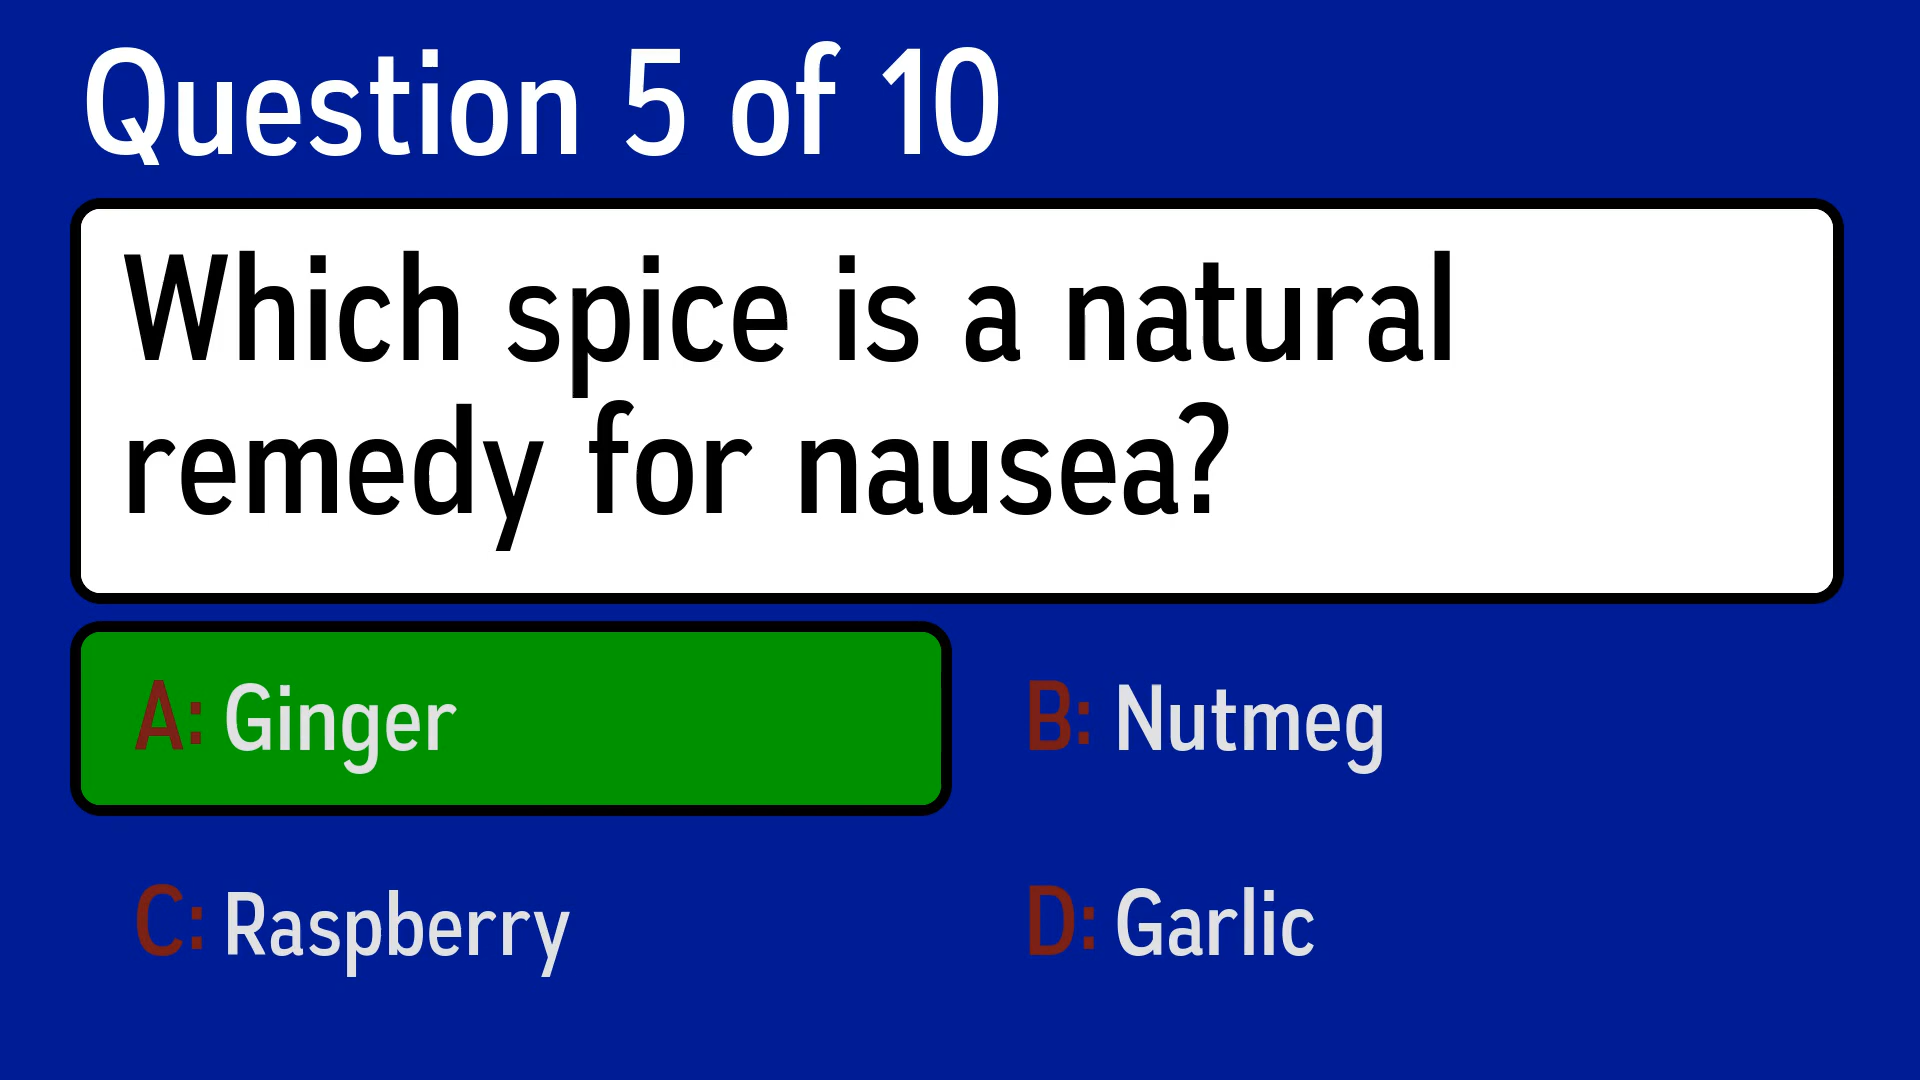 Question 5 of 10
Which spice is a natural
remedy for nausea?
A: Ginger
B: Nutmeg
C: Raspberry
D: Garlic